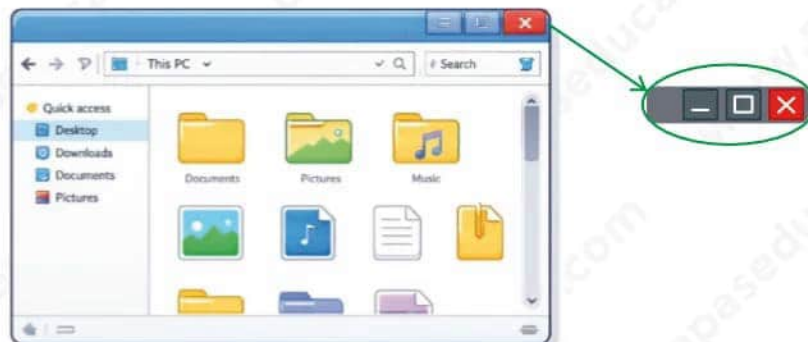 This PC
Search
Quick access
Desktop
Downloads
Documents
Pictures
Documents
Pictures
Music